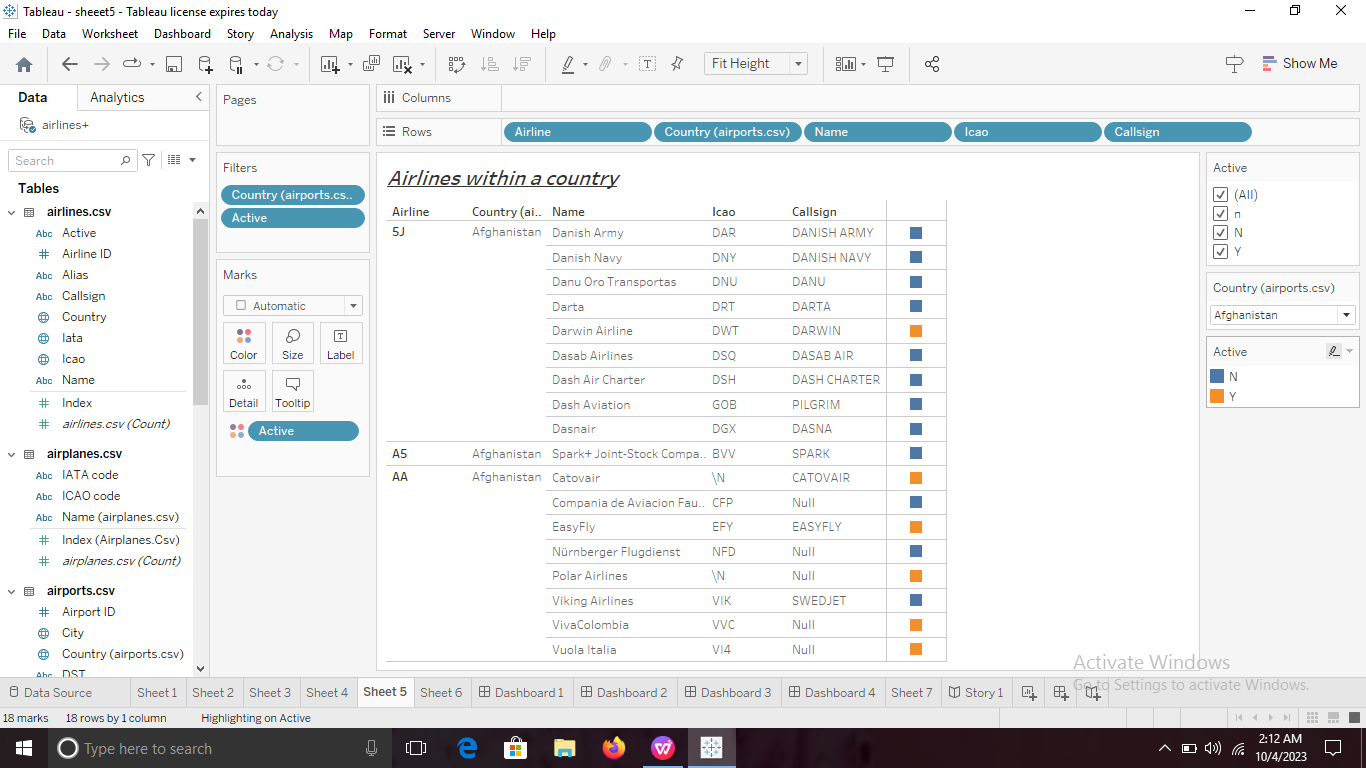 Tableau - sheeet5 - Tableau license expires today
File Data Worksheet Dashboard Story Analysis Map Format Server Window Help
Fit Height
Show Me
Data Analytics
airlines+
Search
Tables
airlines.csv
Abc Active
# Airline ID
Abc Alias
Abc Callsign
Country
Iata
Icao
Abc Name
# Index
# airlines.csv (Count)
airplanes.csv
Abc IATA code
Abc ICAO code
Abc Name (airplanes.csv)
# Index (Airplanes.Csv)
# airplanes.csv (Count)
airports.csv
# Airport ID
City
Country (airports.csv)
Abc DST
Pages
Filters
Country (airports.cs..
Active
Marks
Automatic
Color Size Label
Detail Tooltip
Active
Columns
Rows Airline Country (airports.csv) Name Icao Callsign
Airlines within a country
Airline Country (ai.. Name Icao Callsign
5J Afghanistan Danish Army DAR DANISH ARMY
Danish Navy DNY DANISH NAVY
Danu Oro Transportas DNU DANU
Darta DRT DARTA
Darwin Airline DWT DARWIN
Dasab Airlines DSQ DASAB AIR
Dash Air Charter DSH DASH CHARTER
Dash Aviation GOB PILGRIM
Dasnair DGX DASNA
A5 Afghanistan Spark+ Joint-Stock Compa.. BVV SPARK
AA Afghanistan Catovair \N CATOVAIR
Compania de Aviacion Fau.. CFP Null
EasyFly EFY EASYFLY
Nürnberger Flugdienst NFD Null
Polar Airlines \N Null
Viking Airlines VIK SWEDJET
VivaColombia VVC Null
Vuola Italia VI4 Null
Active
(All)
n
N
Y
Country (airports.csv)
Afghanistan
Active
N
Y
Activate Windows
Go to Settings to activate Windows.
Data Source Sheet 1 Sheet 2 Sheet 3 Sheet 4 Sheet 5 Sheet 6 Dashboard 1 Dashboard 2 Dashboard 3 Dashboard 4 Sheet 7 Story 1
18 marks 18 rows by 1 column Highlighting on Active
Type here to search
2:12 AM
10/4/2023